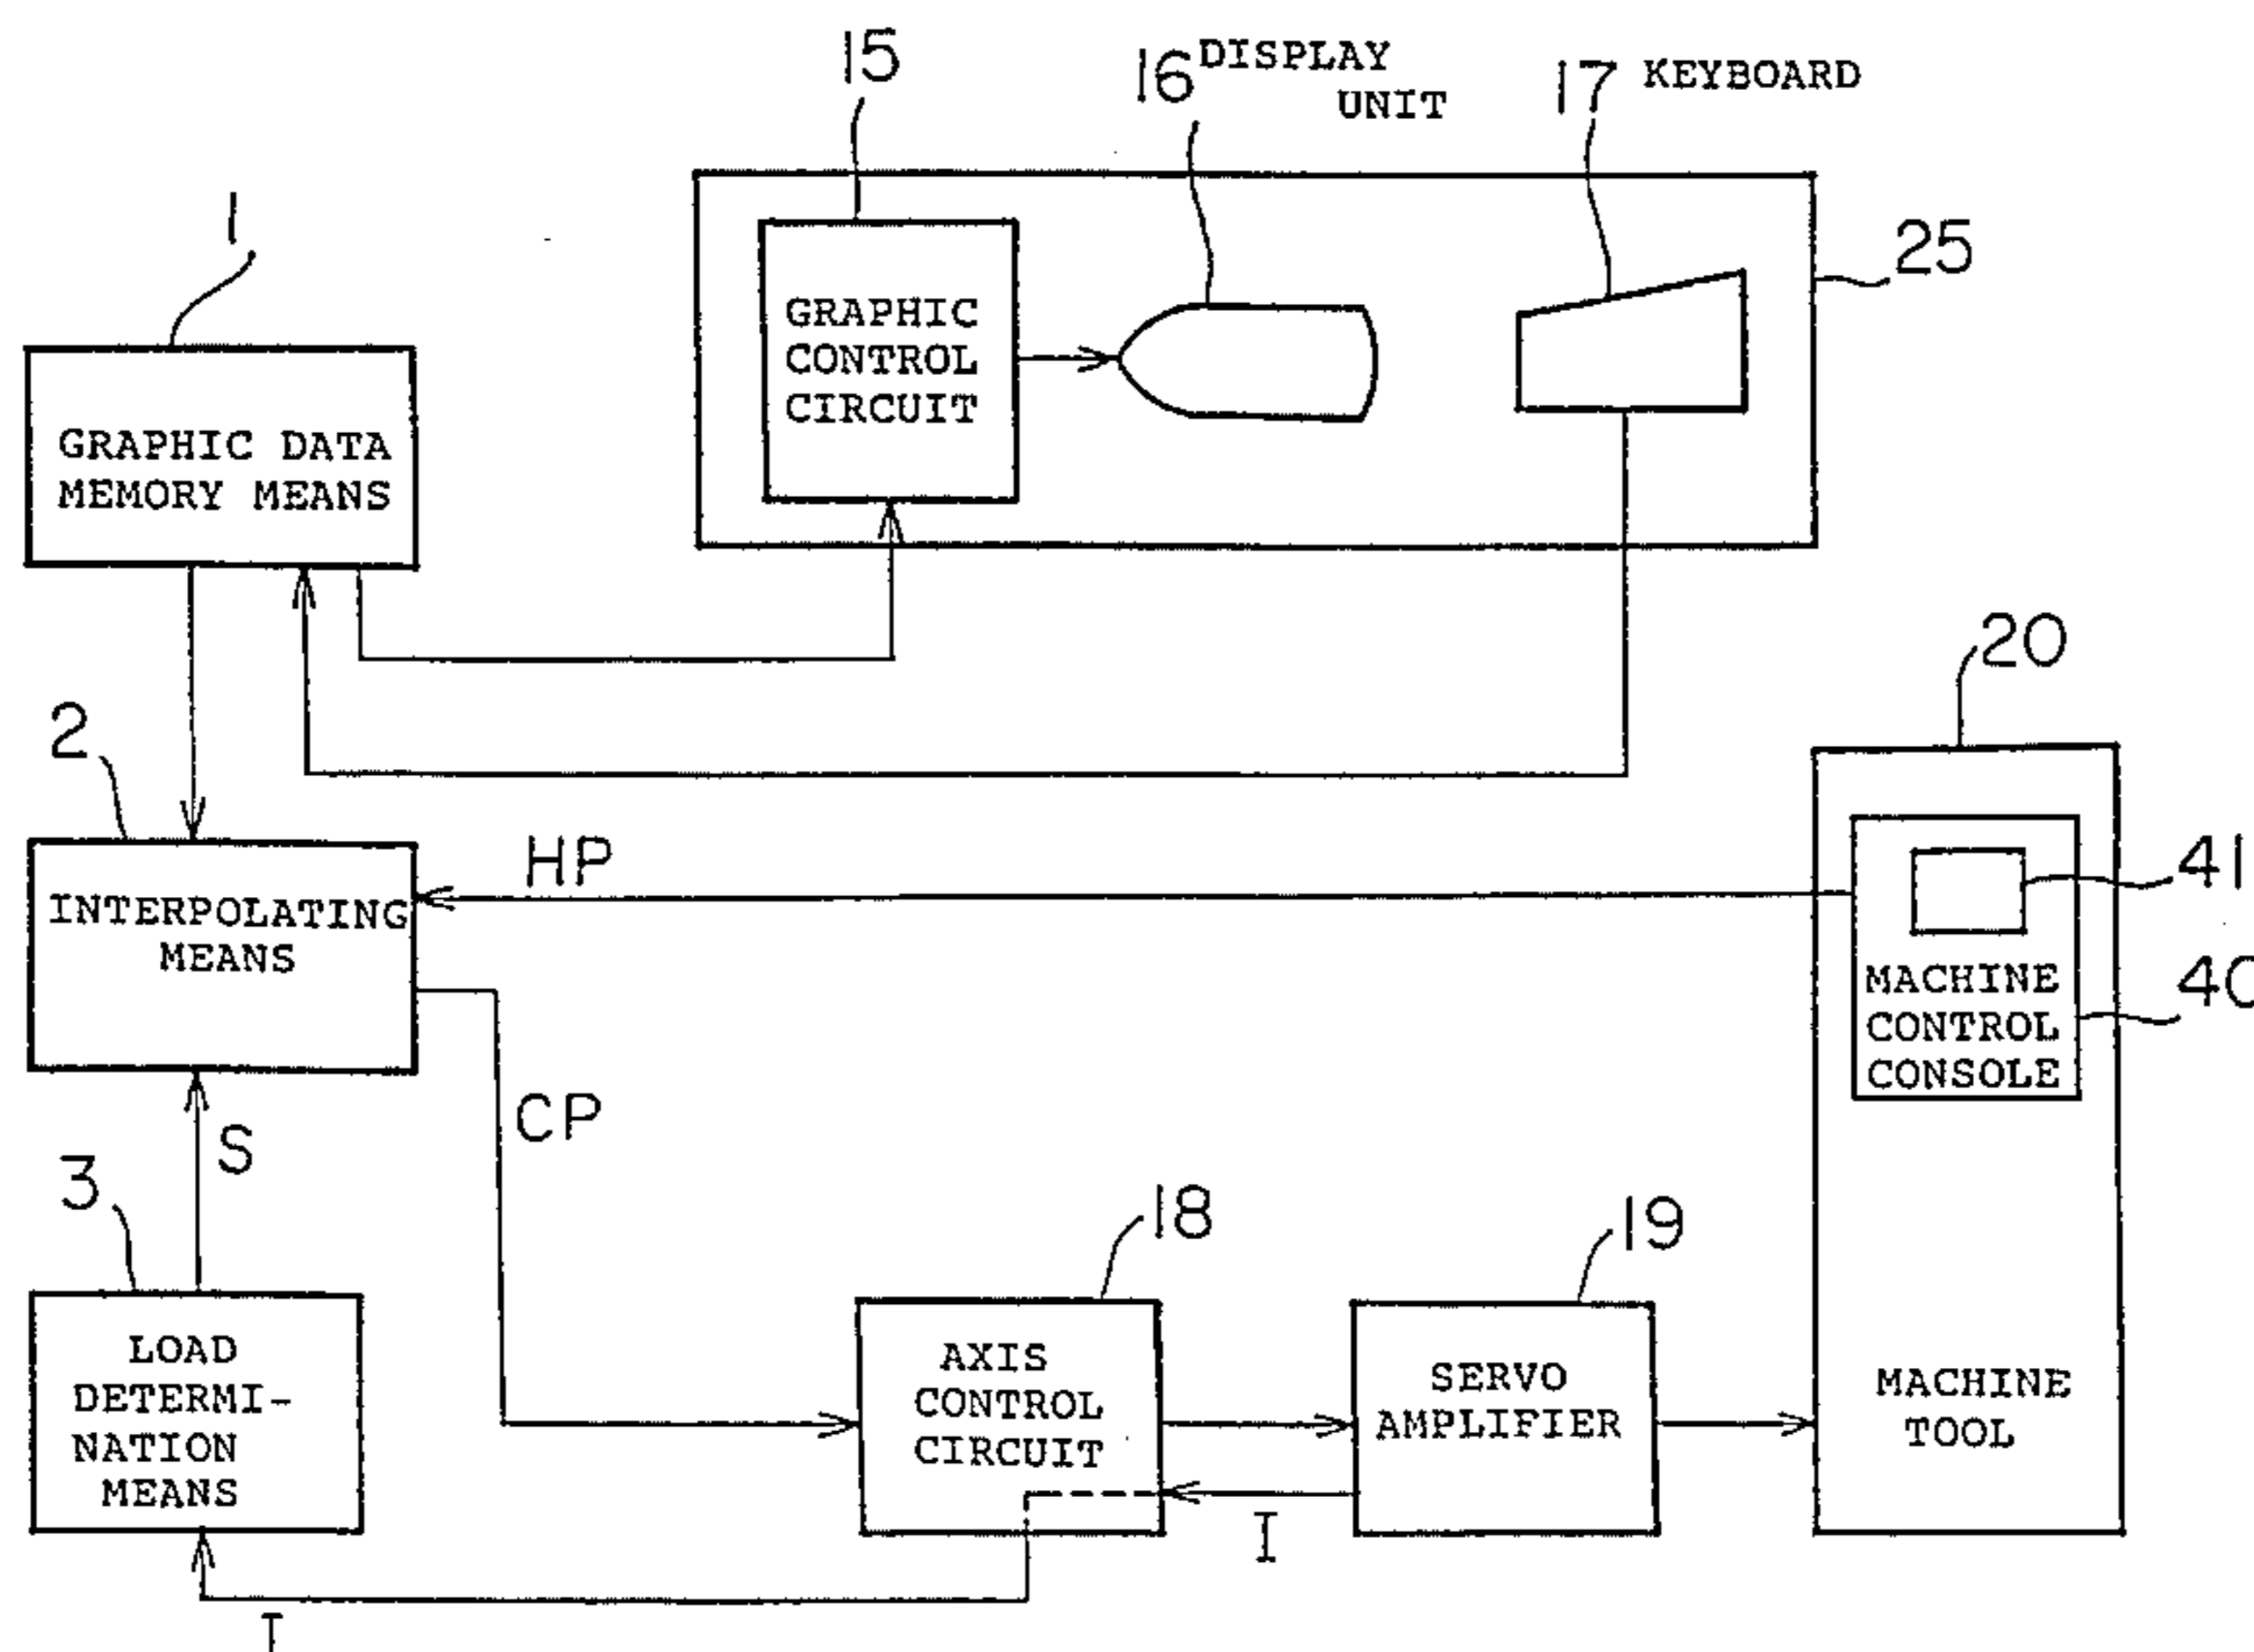 15
16 DISPLAY
UNIT
17 KEYBOARD
1
25
GRAPHIC
CONTROL
CIRCUIT
GRAPHIC DATA
MEMORY MEANS
20
2
HP
41
INTERPOLATING
MEANS
40
MACHINE
CONTROL
CONSOLE
CP
S
3
18
19
LOAD
DETERMI-
NATION
MEANS
AXIS
CONTROL
CIRCUIT
SERVO
AMPLIFIER
MACHINE
TOOL
I
I